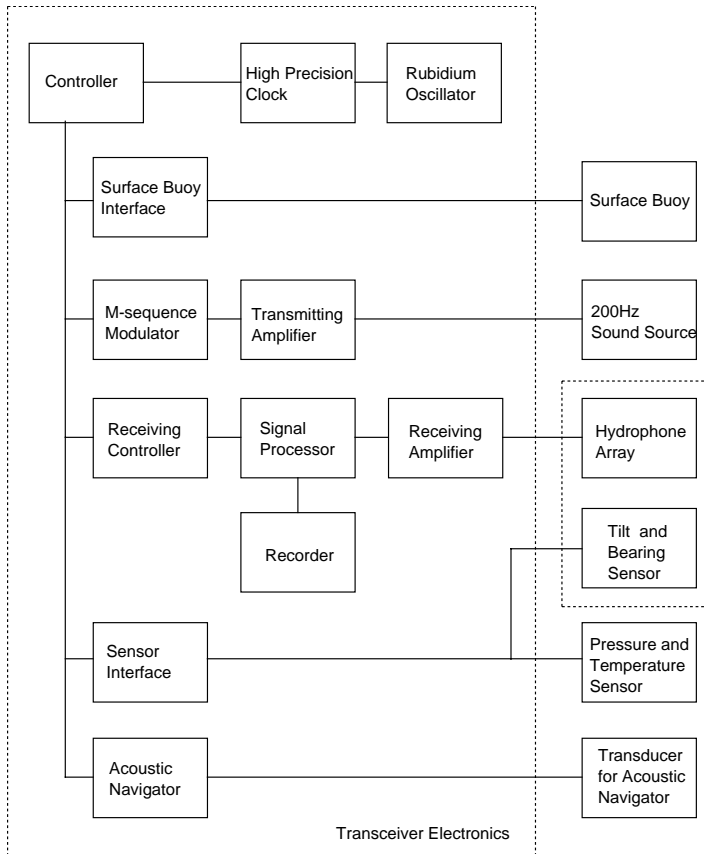 Controller
High Precision
Clock
Rubidium
Oscillator
Surface Buoy
Interface
Surface Buoy
M-sequence
Modulator
Transmitting
Amplifier
200Hz
Sound Source
Receiving
Controller
Signal
Processor
Receiving
Amplifier
Hydrophone
Array
Recorder
Tilt and
Bearing
Sensor
Sensor
Interface
Pressure and
Temperature
Sensor
Acoustic
Navigator
Transducer
for Acoustic
Navigator
Transceiver Electronics